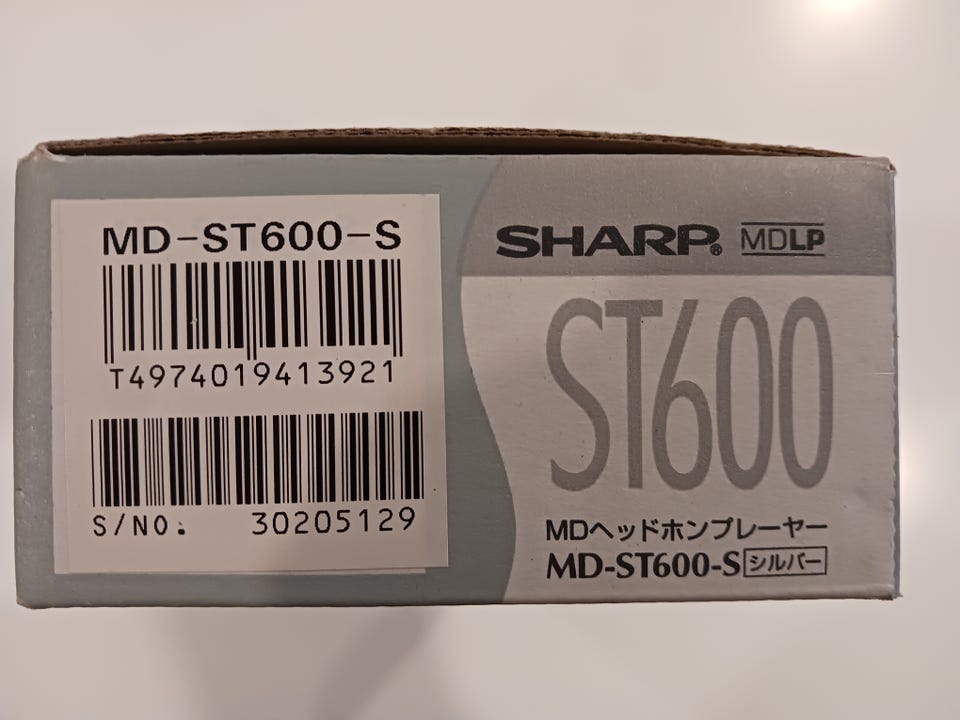 MD-ST600-S
T4974019413921
S/NO. 30205129
SHARP® MDLP
ST600
MDヘッドホンプレーヤー
MD-ST600-S シルバー